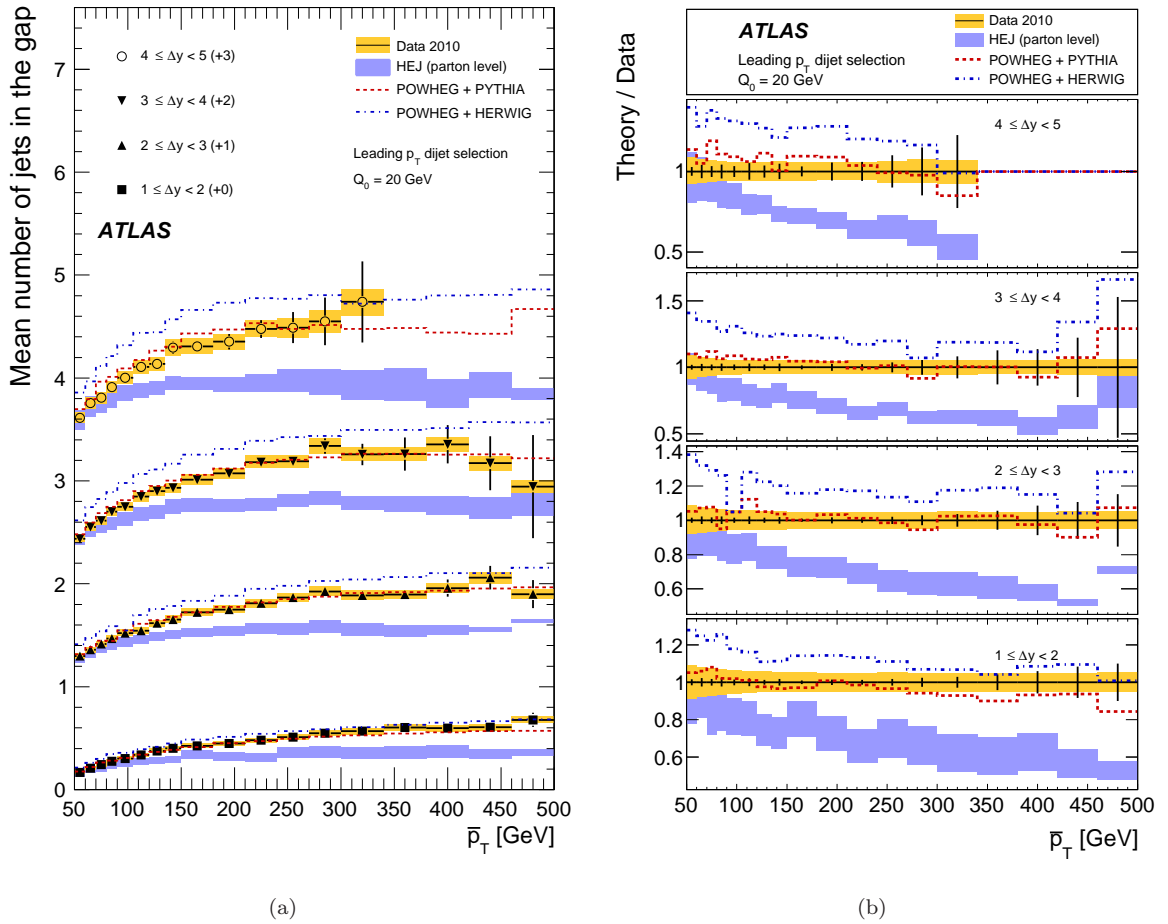 Mean number of jets in the gap
7
6
5
4
3
2
1
0
4 ≤ Δy < 5 (+3)
3 ≤ Δy < 4 (+2)
2 ≤ Δy < 3 (+1)
1 ≤ Δy < 2 (+0)
Data 2010
HEJ (parton level)
POWHEG + PYTHIA
POWHEG + HERWIG
Leading p_T dijet selection
Q_0 = 20 GeV
ATLAS
50 100 150 200 250 300 350 400 450 500
p̅_T [GeV]
(a)
Theory / Data
ATLAS
Leading p_T dijet selection
Q_0 = 20 GeV
Data 2010
HEJ (parton level)
POWHEG + PYTHIA
POWHEG + HERWIG
4 ≤ Δy < 5
1
0.5
3 ≤ Δy < 4
1.5
1
0.5
2 ≤ Δy < 3
1.4
1.2
1
0.8
0.6
1 ≤ Δy < 2
1.2
1
0.8
0.6
50 100 150 200 250 300 350 400 450 500
p̅_T [GeV]
(b)